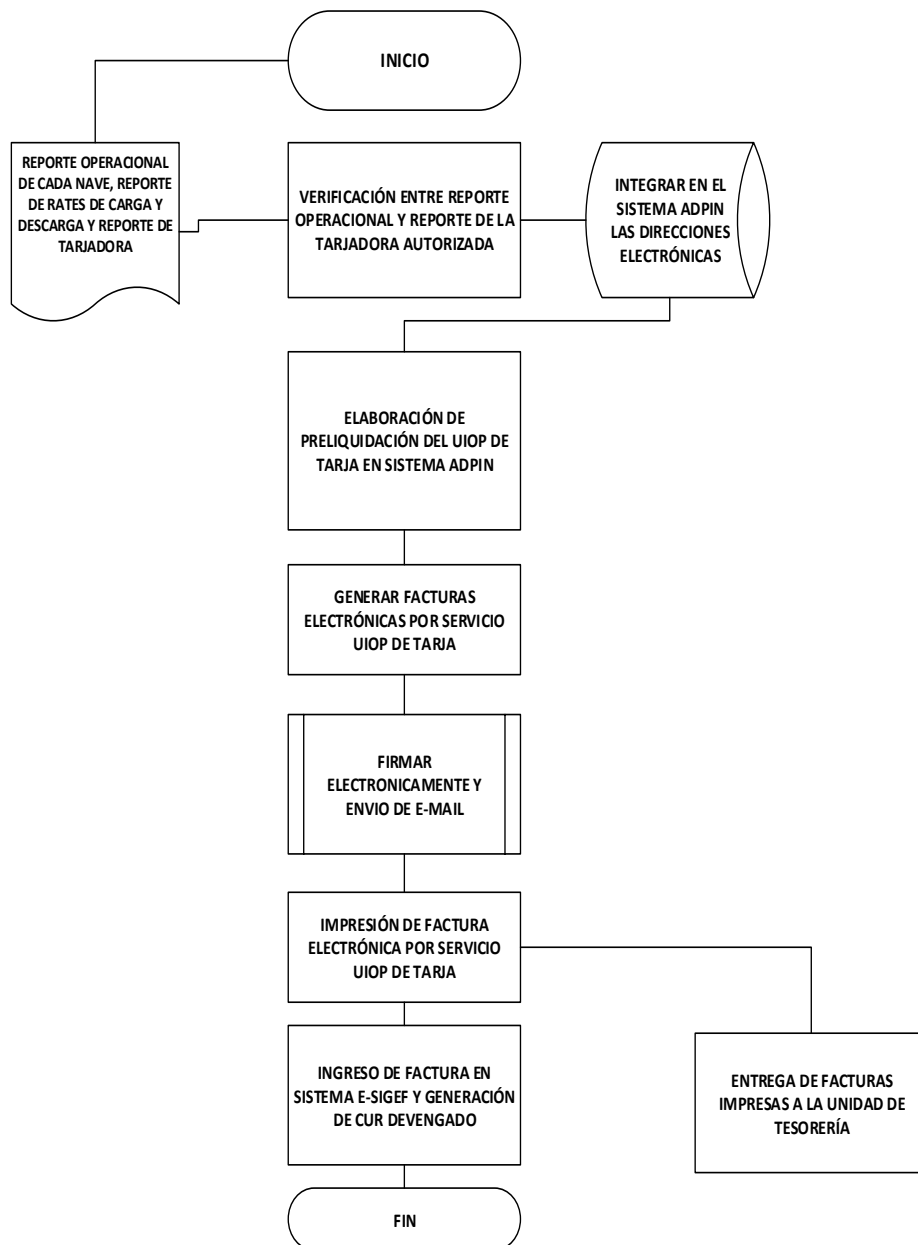 INICIO
REPORTE OPERACIONAL
DE CADA NAVE, REPORTE
DE RATES DE CARGA Y
DESCARGA Y REPORTE DE
TARJADORA
VERIFICACIÓN ENTRE REPORTE
OPERACIONAL Y REPORTE DE LA
TARJADORA AUTORIZADA
INTEGRAR EN EL
SISTEMA ADPIN
LAS DIRECCIONES
ELECTRÓNICAS
ELABORACIÓN DE
PRELIQUIDACIÓN DEL UIOP DE
TARJA EN SISTEMA ADPIN
GENERAR FACTURAS
ELECTRÓNICAS POR SERVICIO
UIOP DE TARJA
FIRMAR
ELECTRONICAMENTE Y
ENVIO DE E-MAIL
IMPRESIÓN DE FACTURA
ELECTRÓNICA POR SERVICIO
UIOP DE TARJA
INGRESO DE FACTURA EN
SISTEMA E-SIGEF Y GENERACIÓN
DE CUR DEVENGADO
ENTREGA DE FACTURAS
IMPRESAS A LA UNIDAD DE
TESORERÍA
FIN